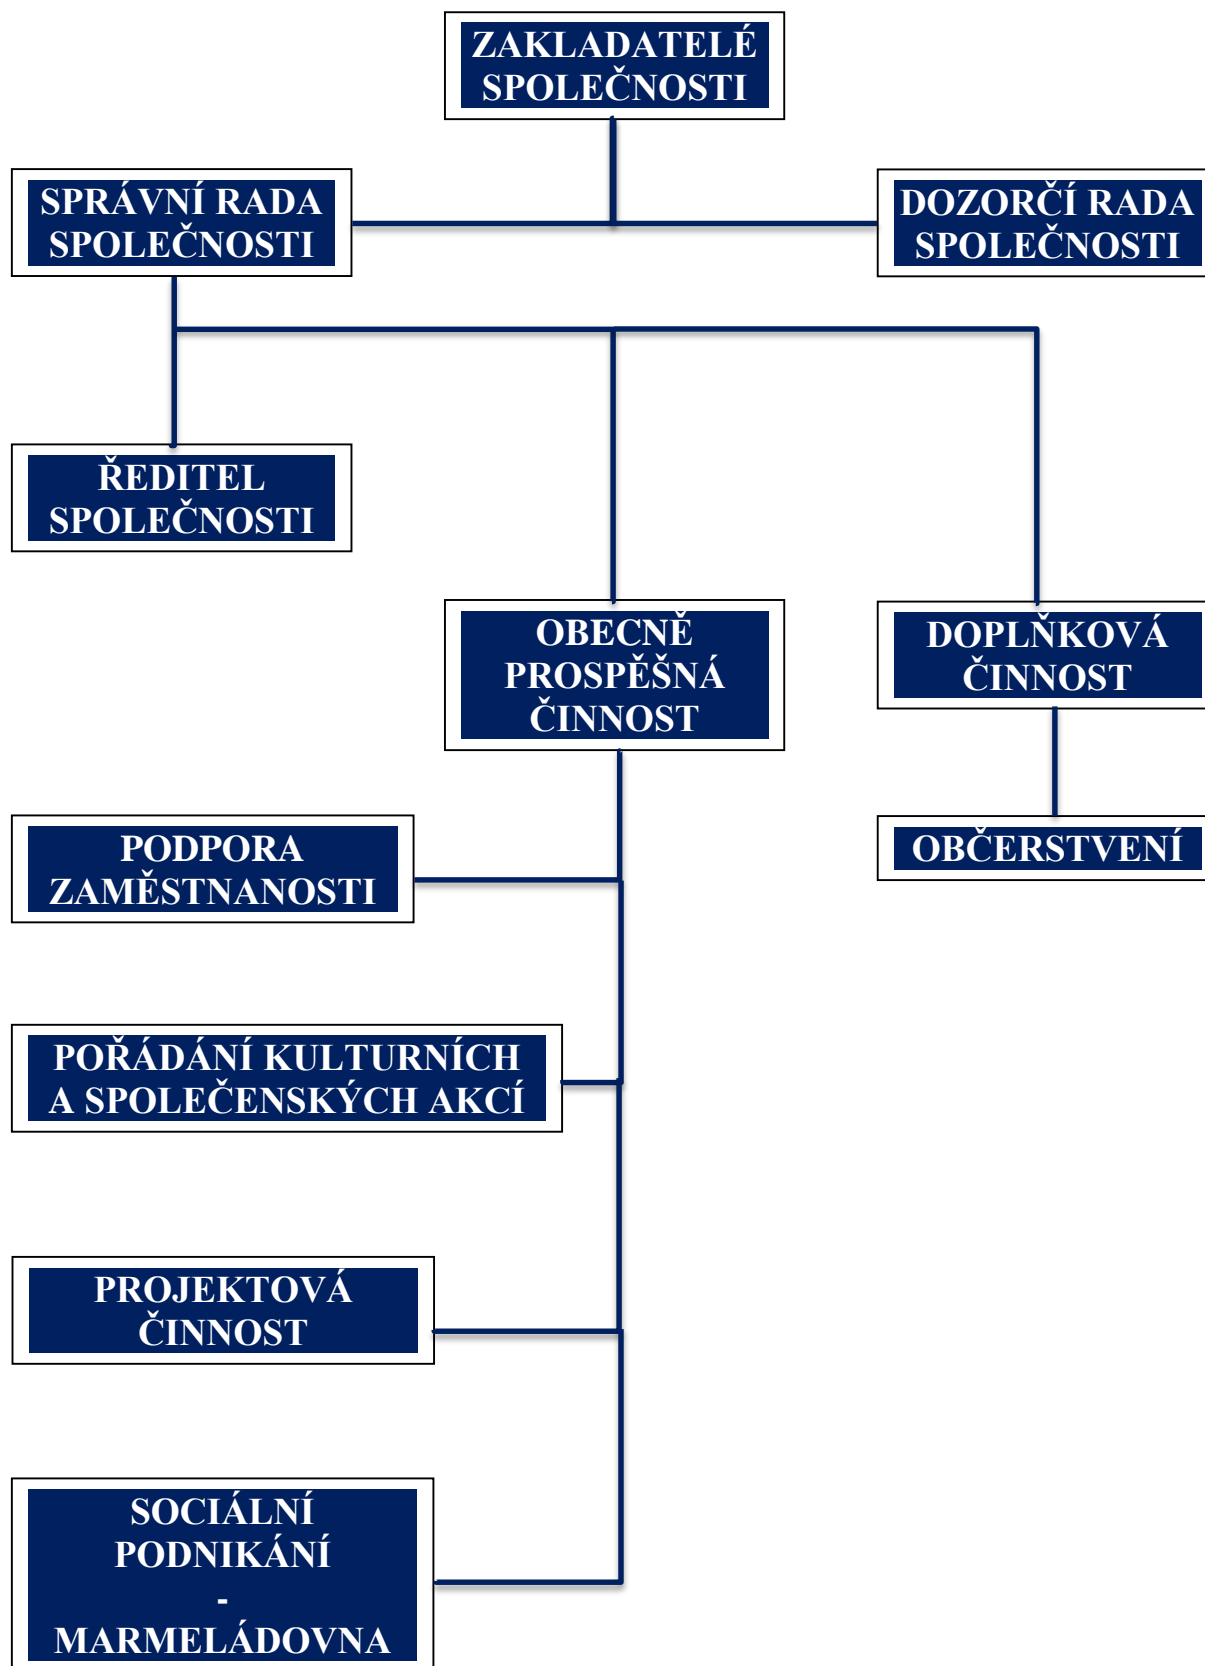 ZAKLADATELÉ
SPOLEČNOSTI
SPRÁVNÍ RADA
SPOLEČNOSTI
DOZORČÍ RADA
SPOLEČNOSTI
ŘEDITEL
SPOLEČNOSTI
OBECNĚ
PROSPĚŠNÁ
ČINNOST
DOPLŇKOVÁ
ČINNOST
PODPORA
ZAMĚSTNANOSTI
OBČERSTVENÍ
POŘÁDÁNÍ KULTURNÍCH
A SPOLEČENSKÝCH AKCÍ
PROJEKTOVÁ
ČINNOST
SOCIÁLNÍ
PODNIKÁNÍ
-
MARMELÁDOVNA